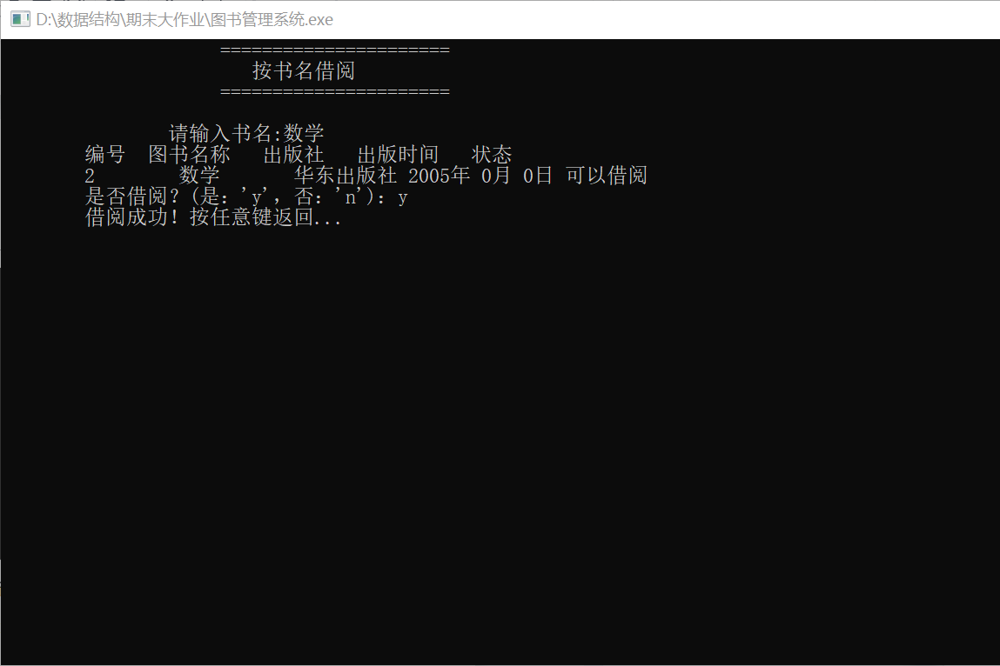 D:\数据结构\期末大作业\图书管理系统.exe
======================
按书名借阅
======================
请输入书名:数学
编号 图书名称 出版社 出版时间 状态
2 数学 华东出版社 2005年 0月 0日 可以借阅
是否借阅？(是：'y'，否：'n')：y
借阅成功！按任意键返回...